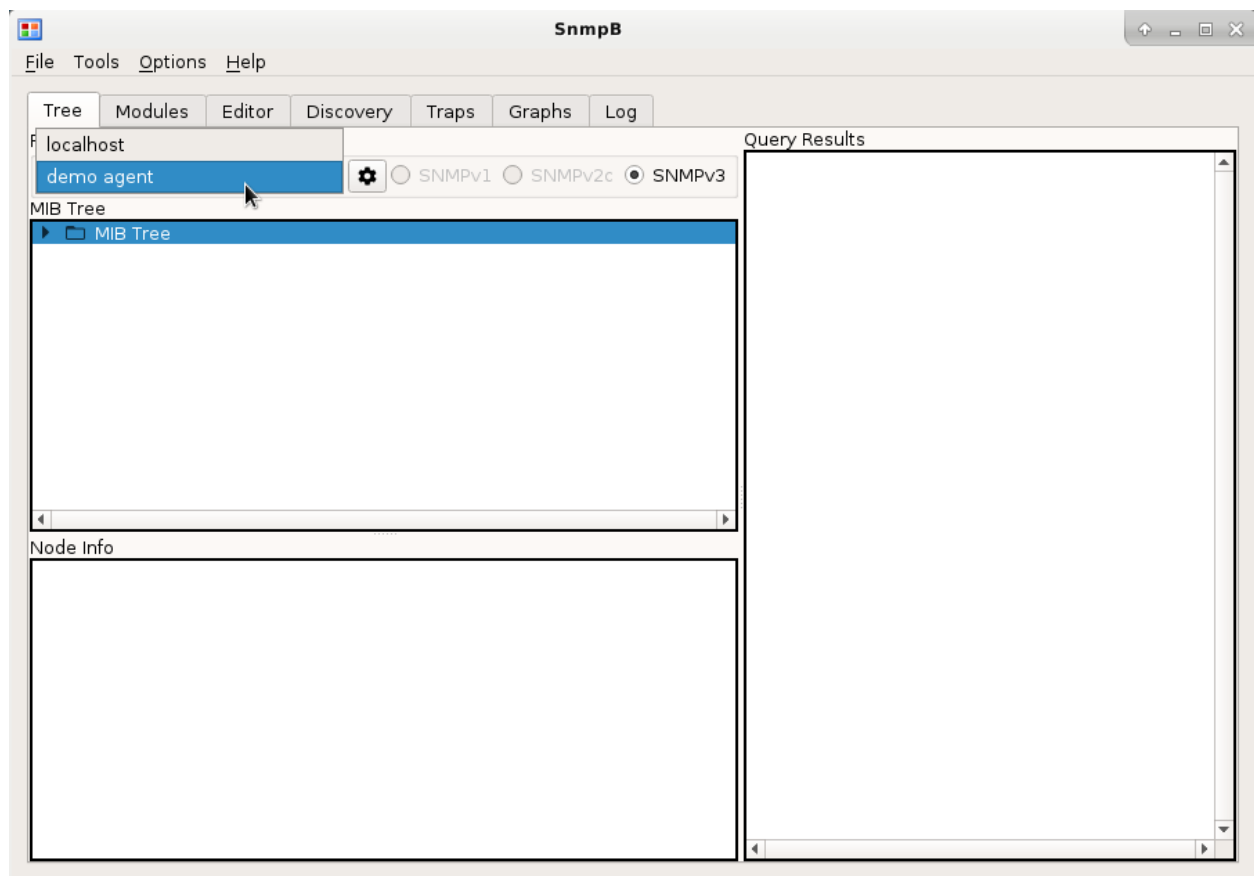 SnmpB
File Tools Options Help
Tree Modules Editor Discovery Traps Graphs Log
localhost
demo agent
SNMPv1 SNMPv2c SNMPv3
MIB Tree
MIB Tree
Node Info
Query Results